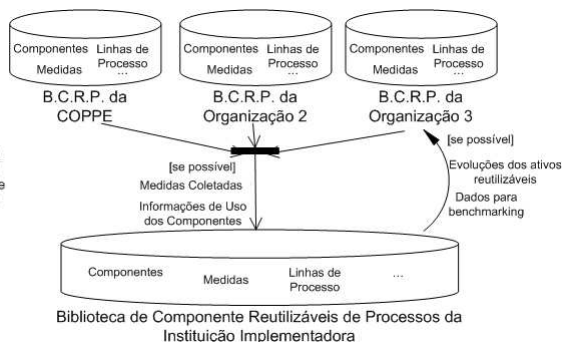 Componentes Linhas de
Processo
Medidas ...
B.C.R.P. da
COPPE
Componentes Linhas de
Processo
Medidas ...
B.C.R.P. da
Organização 2
Componentes Linhas de
Processo
Medidas ...
B.C.R.P. da
Organização 3
[se possível]
Medidas Coletadas
Informações de Uso
dos Componentes
[se possível]
Evoluções dos ativos
reutilizáveis
Dados para
benchmarking
e
Componentes Medidas Linhas de ...
Processo
Biblioteca de Componente Reutilizáveis de Processos da
Instituição Implementadora